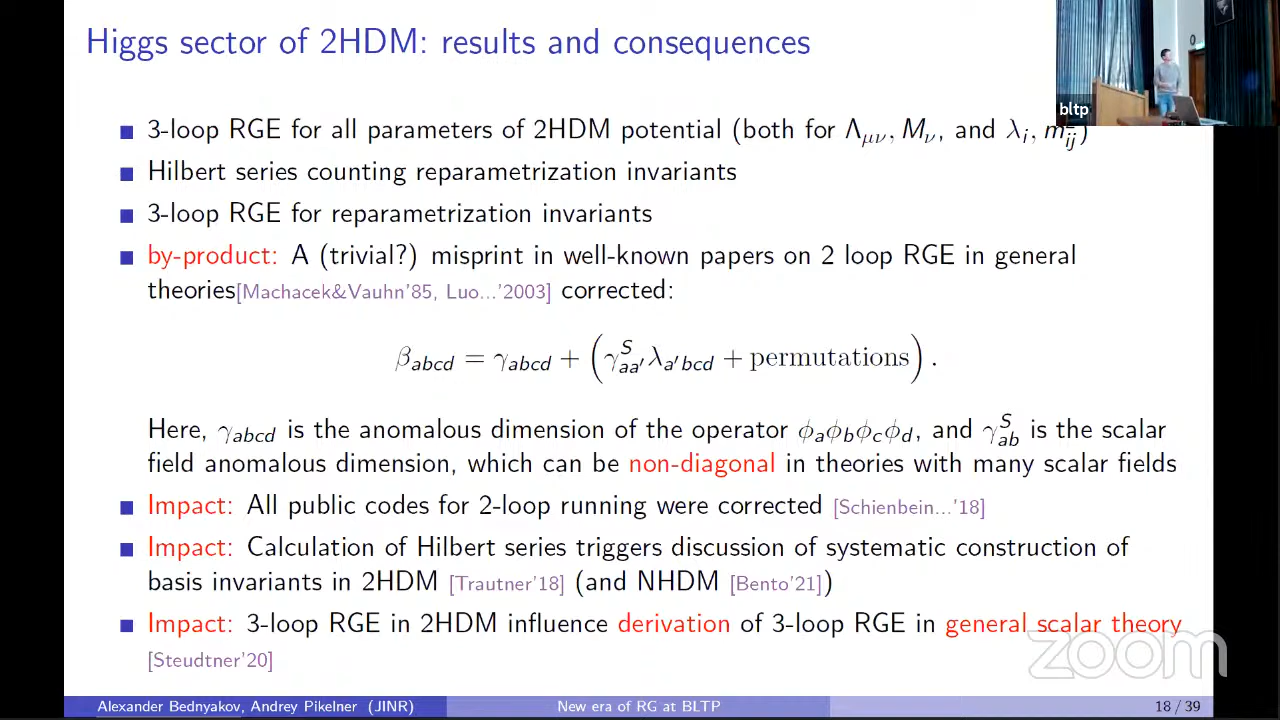 Higgs sector of 2HDM: results and consequences
bltp
3-loop RGE for all parameters of 2HDM potential (both for Λ_μν, M_ν, and λ_i, m²_ij)
Hilbert series counting reparametrization invariants
3-loop RGE for reparametrization invariants
by-product: A (trivial?) misprint in well-known papers on 2 loop RGE in general
theories[Machacek&Vauhn'85, Luo...'2003] corrected:
β_abcd = γ_abcd + (γ^S_aa′ λ_a′bcd + permutations) .
Here, γ_abcd is the anomalous dimension of the operator ϕ_aϕ_bϕ_cϕ_d, and γ^S_ab is the scalar
field anomalous dimension, which can be non-diagonal in theories with many scalar fields
Impact: All public codes for 2-loop running were corrected [Schienbein...'18]
Impact: Calculation of Hilbert series triggers discussion of systematic construction of
basis invariants in 2HDM [Trautner'18] (and NHDM [Bento'21])
Impact: 3-loop RGE in 2HDM influence derivation of 3-loop RGE in general scalar theory
[Steudtner'20]
zoom
Alexander Bednyakov, Andrey Pikelner (JINR) New era of RG at BLTP 18 / 39